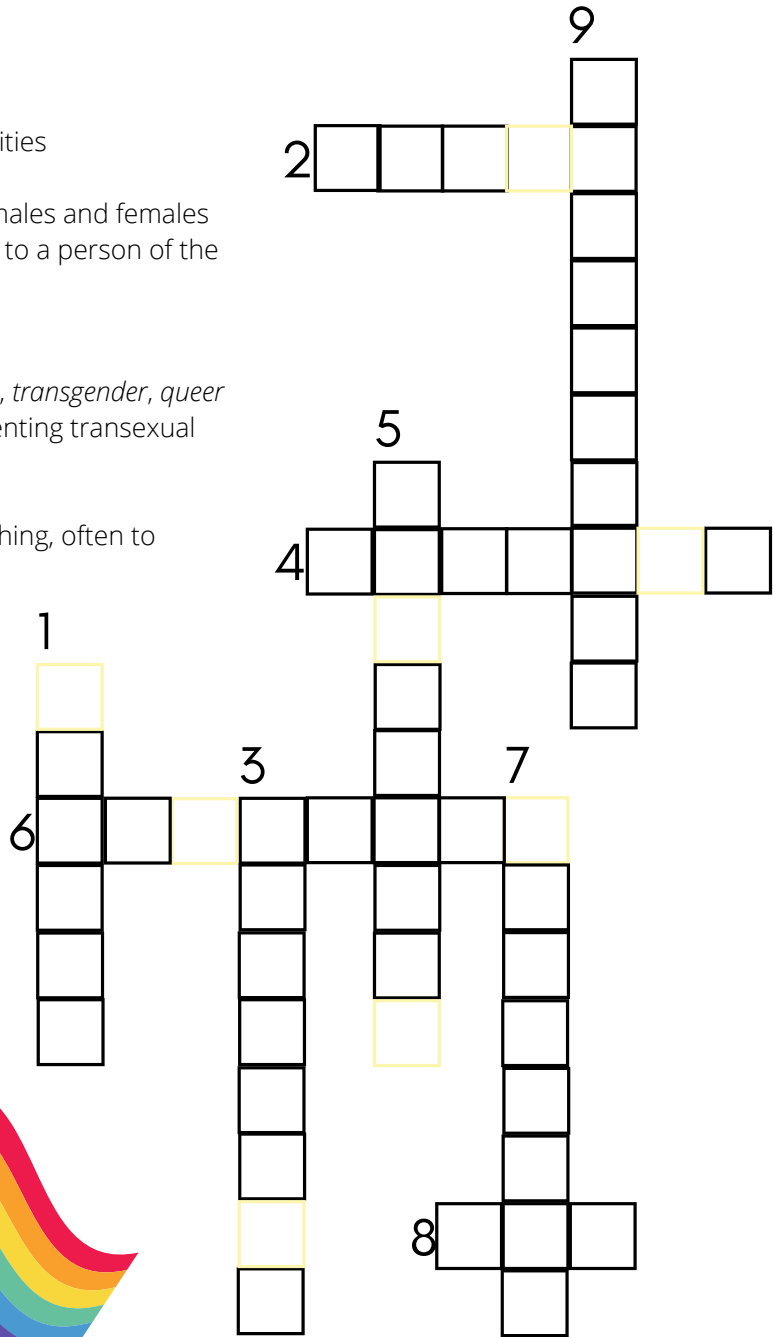 9
ities
2
nales and females
to a person of the
, transgender, queer
enting transexual
5
hing, often to
4
1
3
7
6
8